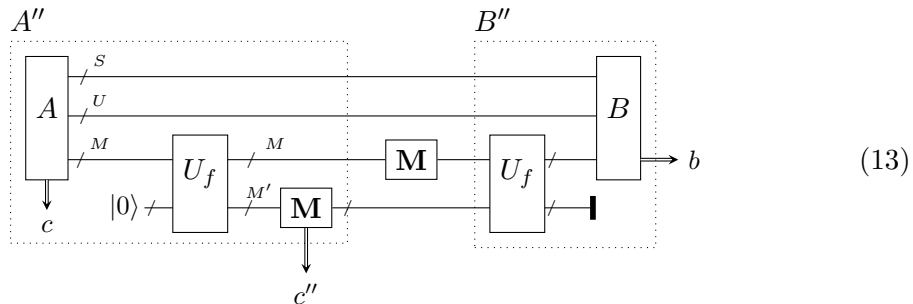 A″ B″
S
A U B
M U_f M M U_f b (13)
|0⟩ M′ M
c
c″